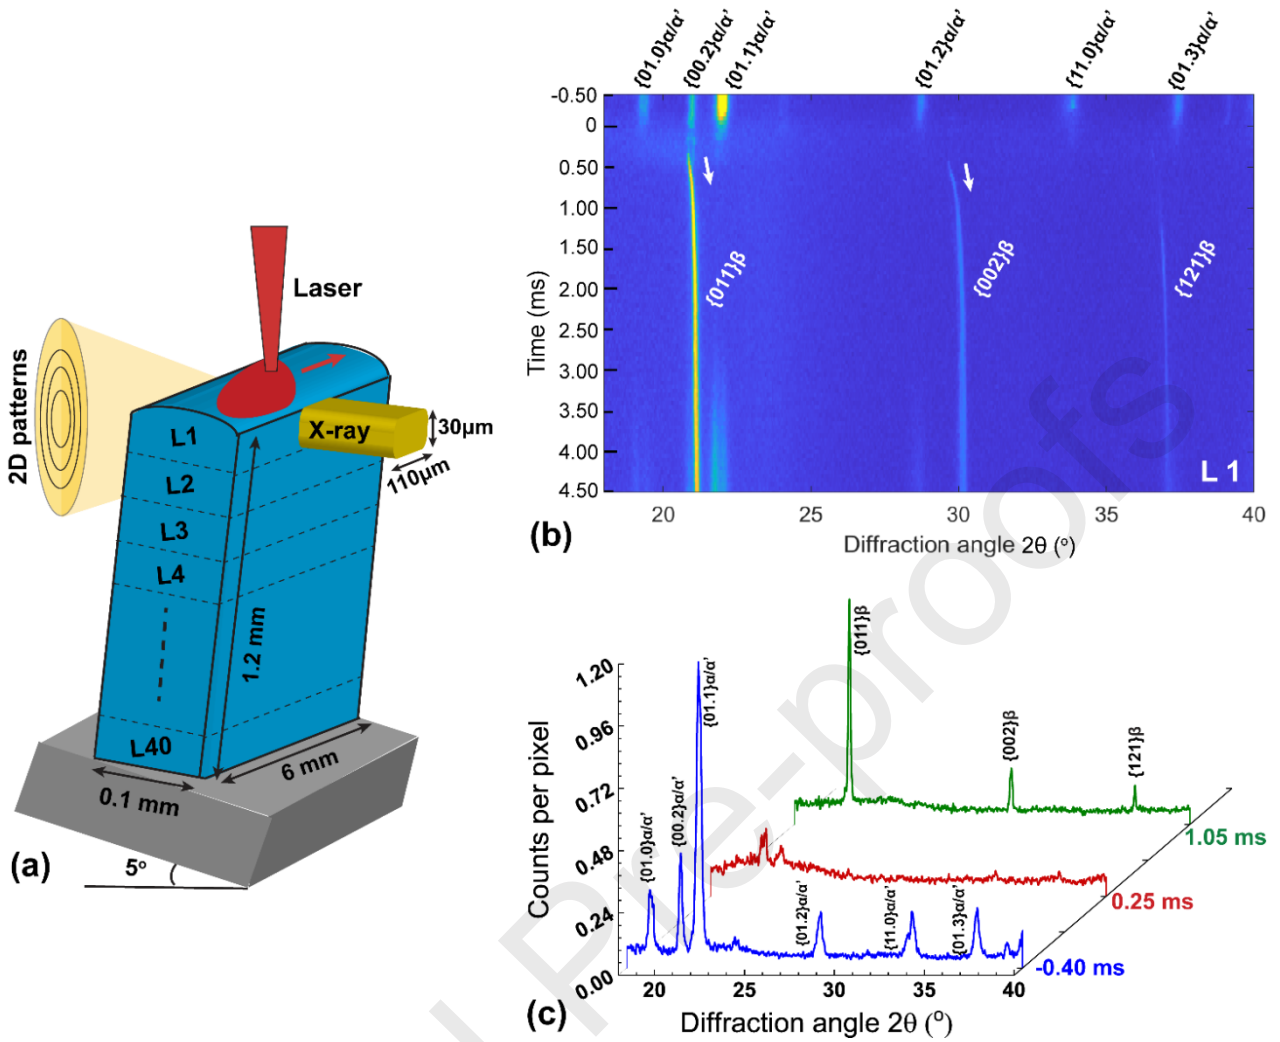 Laser
2D patterns
X-ray
30μm
110μm
L1
L2
L3
L4
L40
1.2 mm
6 mm
0.1 mm
5°
(a)
{01.0}α/α'
{00.2}α/α'
{01.1}α/α'
{01.2}α/α'
{11.0}α/α'
{01.3}α/α'
-0.50
0
0.50
1.00
1.50
2.00
2.50
3.00
3.50
4.00
4.50
Time (ms)
{011}β
{002}β
{121}β
L 1
20
25
30
35
40
Diffraction angle 2θ (°)
(b)
1.20
0.96
0.72
0.48
0.24
0.00
Counts per pixel
{01.0}α/α'
{00.2}α/α'
{01.1}α/α'
{01.2}α/α'
{11.0}α/α'
{01.3}α/α'
{011}β
{002}β
{121}β
1.05 ms
0.25 ms
-0.40 ms
20
25
30
35
40
Diffraction angle 2θ (°)
(c)
l Pre-proofs